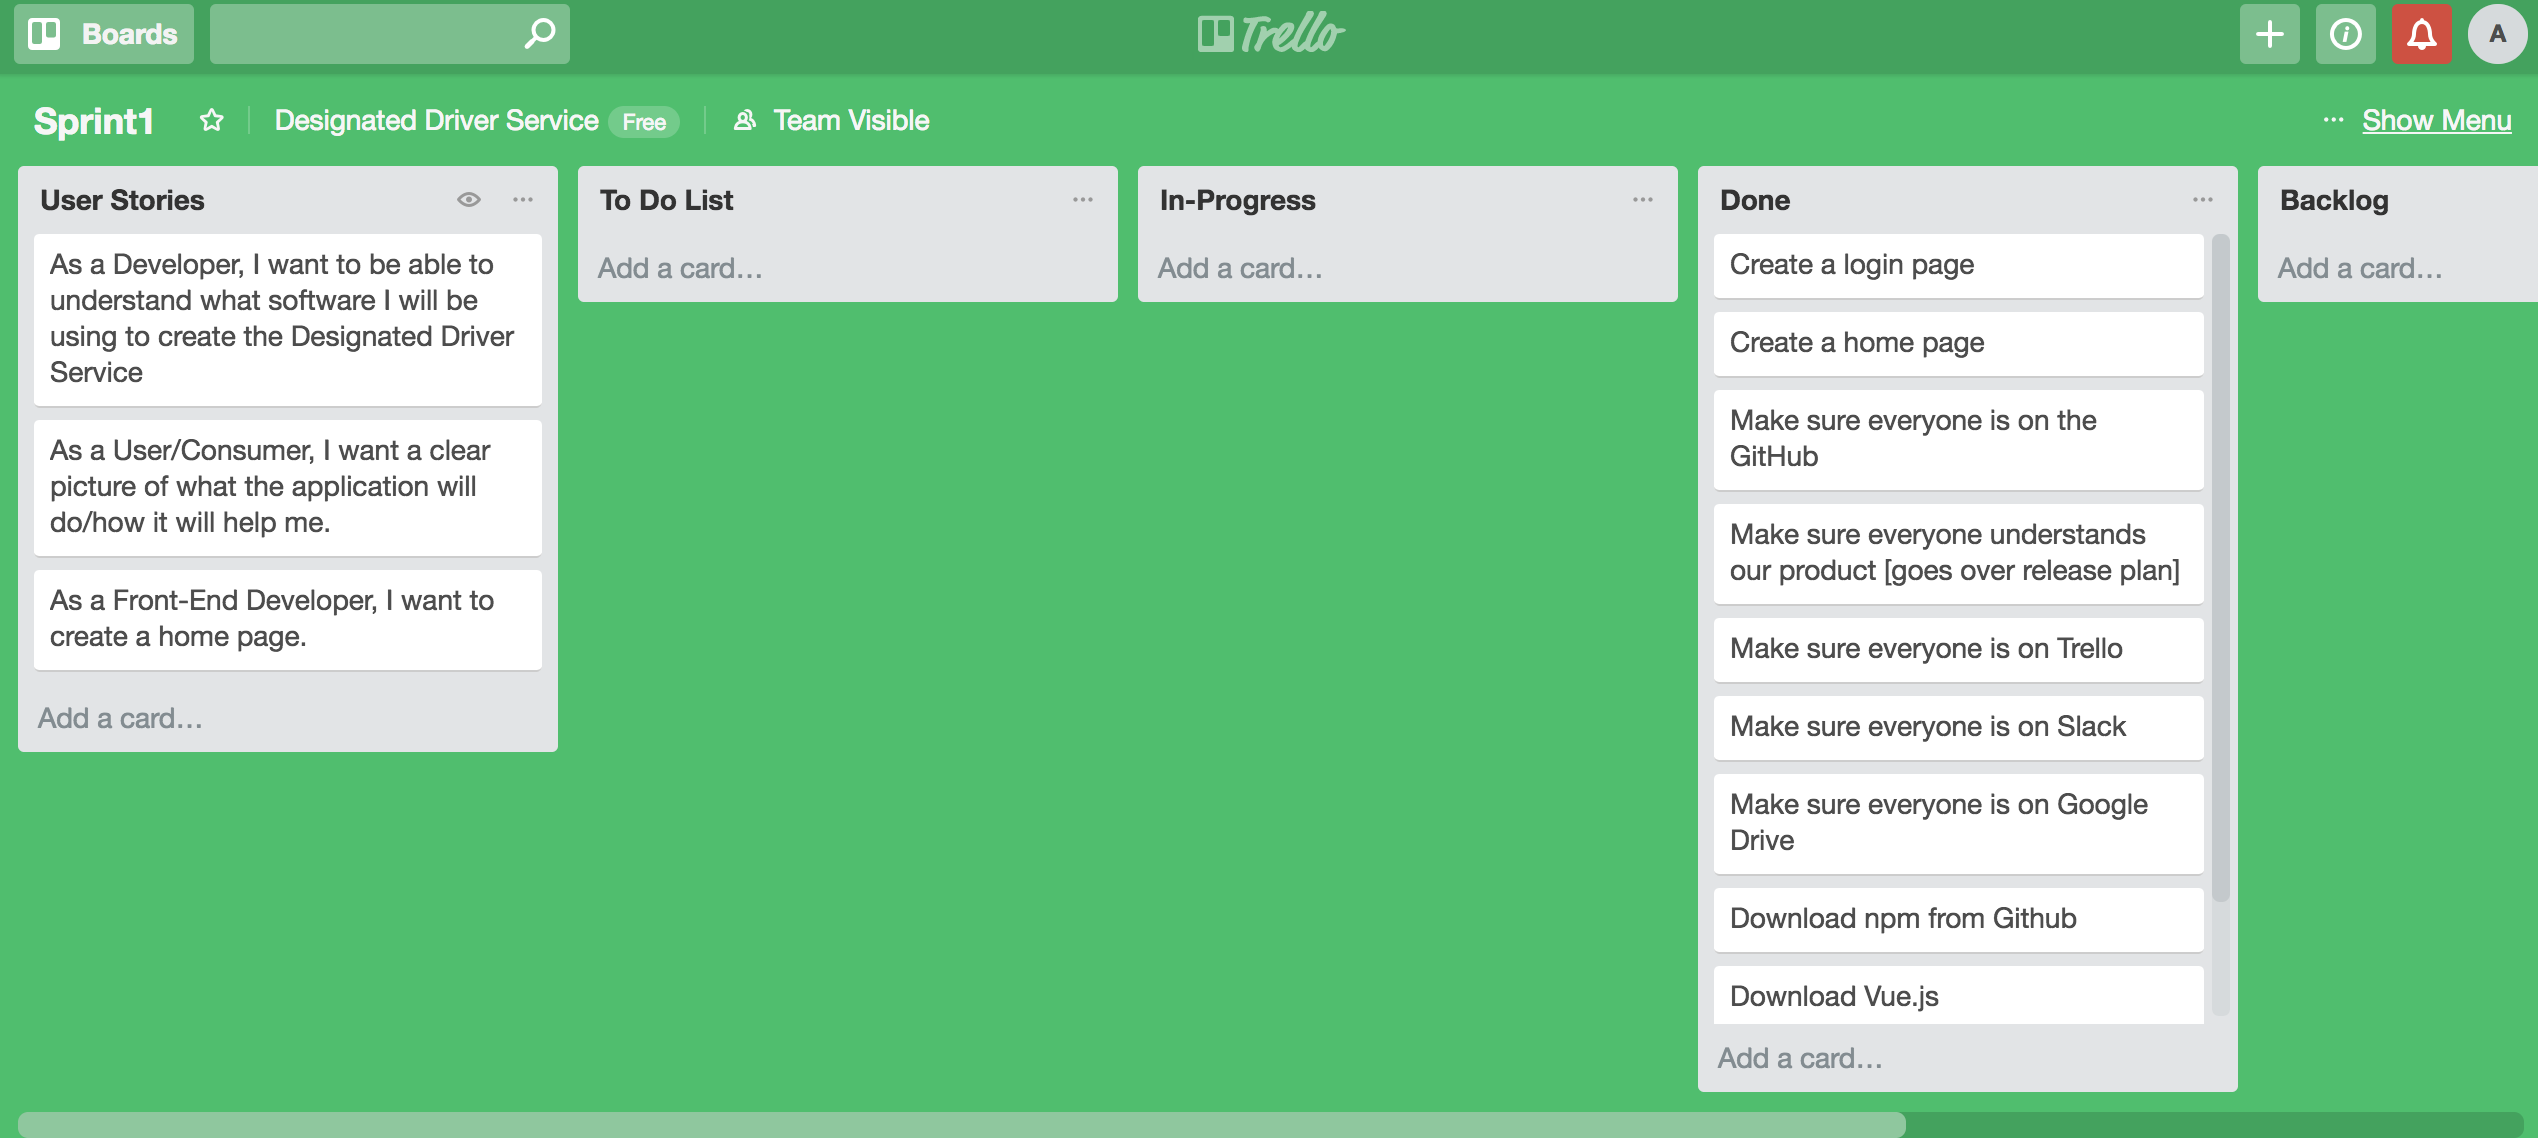 Boards
Trello
A
Sprint1
Designated Driver Service Free
Team Visible
... Show Menu
User Stories
As a Developer, I want to be able to
understand what software I will be
using to create the Designated Driver
Service
As a User/Consumer, I want a clear
picture of what the application will
do/how it will help me.
As a Front-End Developer, I want to
create a home page.
Add a card…
To Do List
Add a card…
In-Progress
Add a card…
Done
Create a login page
Create a home page
Make sure everyone is on the
GitHub
Make sure everyone understands
our product [goes over release plan]
Make sure everyone is on Trello
Make sure everyone is on Slack
Make sure everyone is on Google
Drive
Download npm from Github
Download Vue.js
Add a card…
Backlog
Add a card…